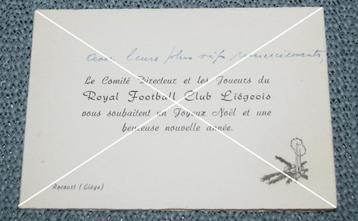 avec leurs plus vifs remerciements,
Le Comité Directeur et les Joueurs du
Royal Football Club Liégeois
vous souhaitent un Joyeux Noël et une
heureuse nouvelle année.
Rocourt (Liège)